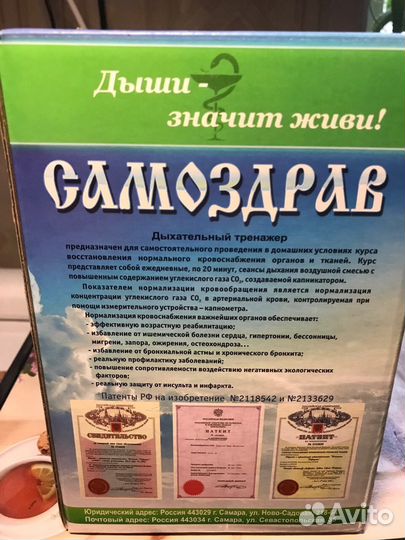 Дыши -
значит живи!
САМОЗДРАВ
Дыхательный тренажер
предназначен для самостоятельного проведения в домашних условиях курса
восстановления нормального кровоснабжения органов и тканей. Курс
представляет собой ежедневные, по 20 минут, сеансы дыхания воздушной смесью с
повышенным содержанием углекислого газа CO₂, создаваемой капникатором.
Показателем нормализации кровообращения является нормализация
концентрации углекислого газа CO₂ в артериальной крови, контролируемая при
помощи измерительного устройства – капнометра.
Нормализация кровоснабжения важнейших органов обеспечивает:
- эффективную возрастную реабилитацию;
- избавление от ишемической болезни сердца, гипертонии, бессонницы,
мигрени, запора, ожирения, остеохондроза...
- избавление от бронхиальной астмы и хронического бронхита;
- реальную профилактику заболеваний;
- повышение сопротивляемости воздействию негативных экологических
факторов;
- реальную защиту от инсульта и инфаркта.
Патенты РФ на изобретение №2118542 и №2133629
СВИДЕТЕЛЬСТВО
ПАТЕНТ
ПАТЕНТ
Юридический адрес: Россия 443029 г. Самара, ул. Ново-Садовая
Почтовый адрес: Россия 443034 г. Самара, ул. Севастопольская
Avito